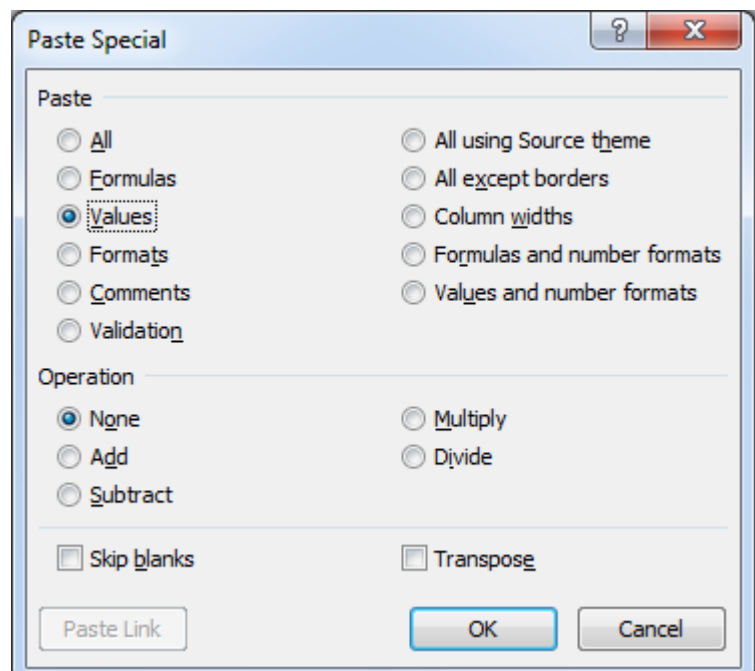 Paste Special
Paste
All
All using Source theme
Formulas
All except borders
Values
Column widths
Formats
Formulas and number formats
Comments
Values and number formats
Validation
Operation
None
Multiply
Add
Divide
Subtract
Skip blanks
Transpose
Paste Link
OK
Cancel